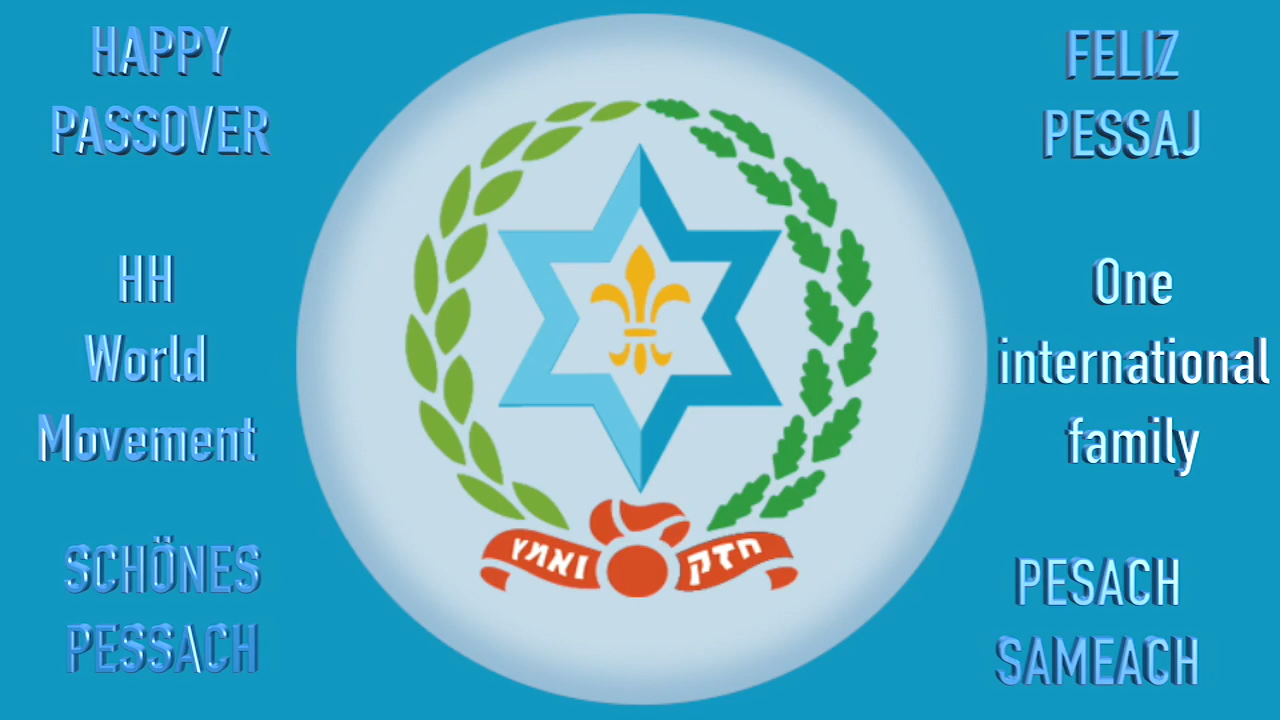 HAPPY
PASSOVER
HH
World
Movement
SCHÖNES
PESSACH
חזק ואמץ
FELIZ
PESSAJ
One
international
family
PESACH
SAMEACH